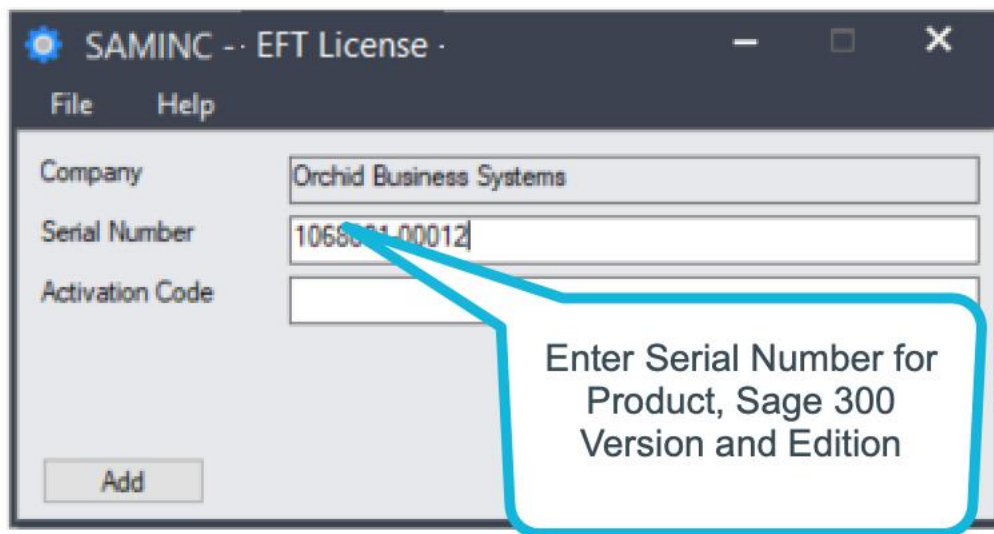 SAMINC -· EFT License ·
File Help
Company
Orchid Business Systems
Serial Number
Activation Code
Enter Serial Number for
Product, Sage 300
Version and Edition
Add